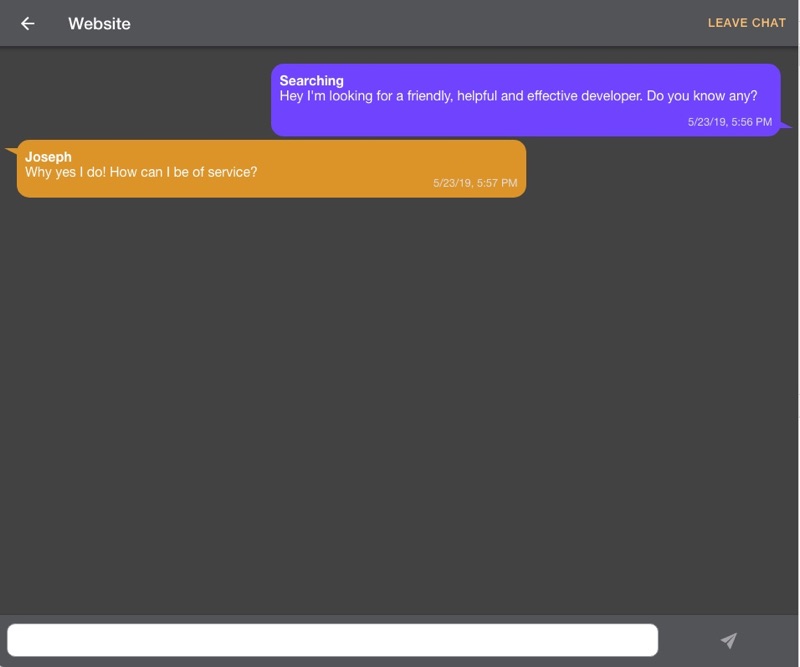 Website
LEAVE CHAT
Searching
Hey I'm looking for a friendly, helpful and effective developer. Do you know any?
5/23/19, 5:56 PM
Joseph
Why yes I do! How can I be of service?
5/23/19, 5:57 PM